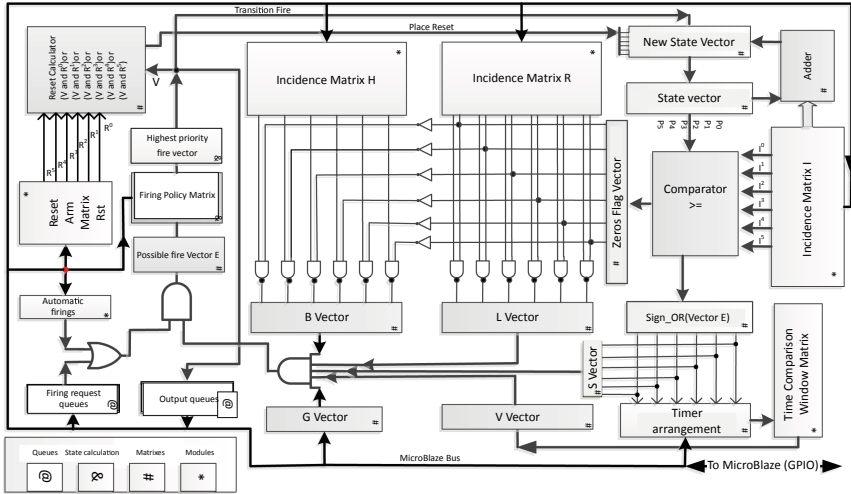 Transition Fire
Place Reset
Reset Calculator
(V and R⁰)or
(V and R¹)or
(V and R²)or
(V and R³)or
(V and R⁴)or
(V and R⁵)
#
V
R⁵
R⁴
R³
R²
R¹
R⁰
Incidence Matrix H
*
Incidence Matrix R
*
New State Vector
#
State vector
#
Adder
#
P5
P4
P3
P2
P1
P0
Highest priority
fire vector
&
Firing Policy Matrix
Possible fire Vector E
#
*
Reset
Arm
Matrix
Rst
Zeros Flag Vector
#
Comparator
>=
#
I⁰
I¹
I²
I³
I⁴
I⁵
Incidence Matrix I
*
Automatic
firings
*
B Vector
#
L Vector
#
Sign_OR(Vector E)
#
S Vector
#
Time Comparison
Window Matrix
*
Firing request
queues
@
Output queues
@
G Vector
#
V Vector
#
Timer
arrangement
#
MicroBlaze Bus
To MicroBlaze (GPIO)
Queues
State calculation
Matrixes
Modules
@
&
#
*